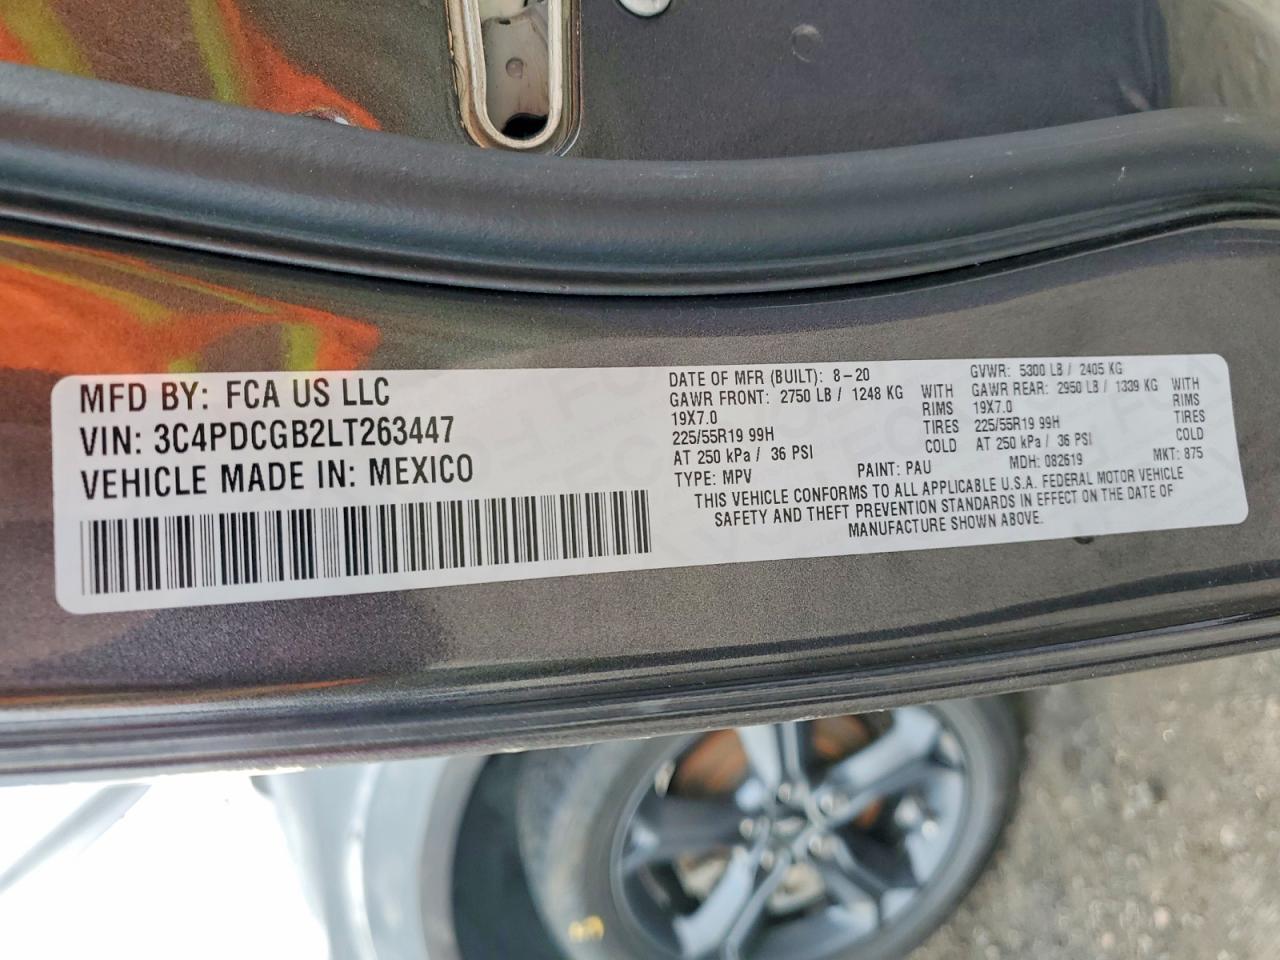 MFD BY: FCA US LLC
VIN: 3C4PDCGB2LT263447
VEHICLE MADE IN: MEXICO
DATE OF MFR (BUILT): 8-20
GAWR FRONT: 2750 LB / 1248 KG WITH
19X7.0 RIMS
225/55R19 99H TIRES
AT 250 kPa / 36 PSI COLD
TYPE: MPV
PAINT: PAU
GVWR: 5300 LB / 2405 KG
GAWR REAR: 2950 LB / 1339 KG WITH
19X7.0 RIMS
225/55R19 99H TIRES
AT 250 kPa / 36 PSI COLD
MDH: 082619 MKT: 875
THIS VEHICLE CONFORMS TO ALL APPLICABLE U.S.A. FEDERAL MOTOR VEHICLE
SAFETY AND THEFT PREVENTION STANDARDS IN EFFECT ON THE DATE OF
MANUFACTURE SHOWN ABOVE.